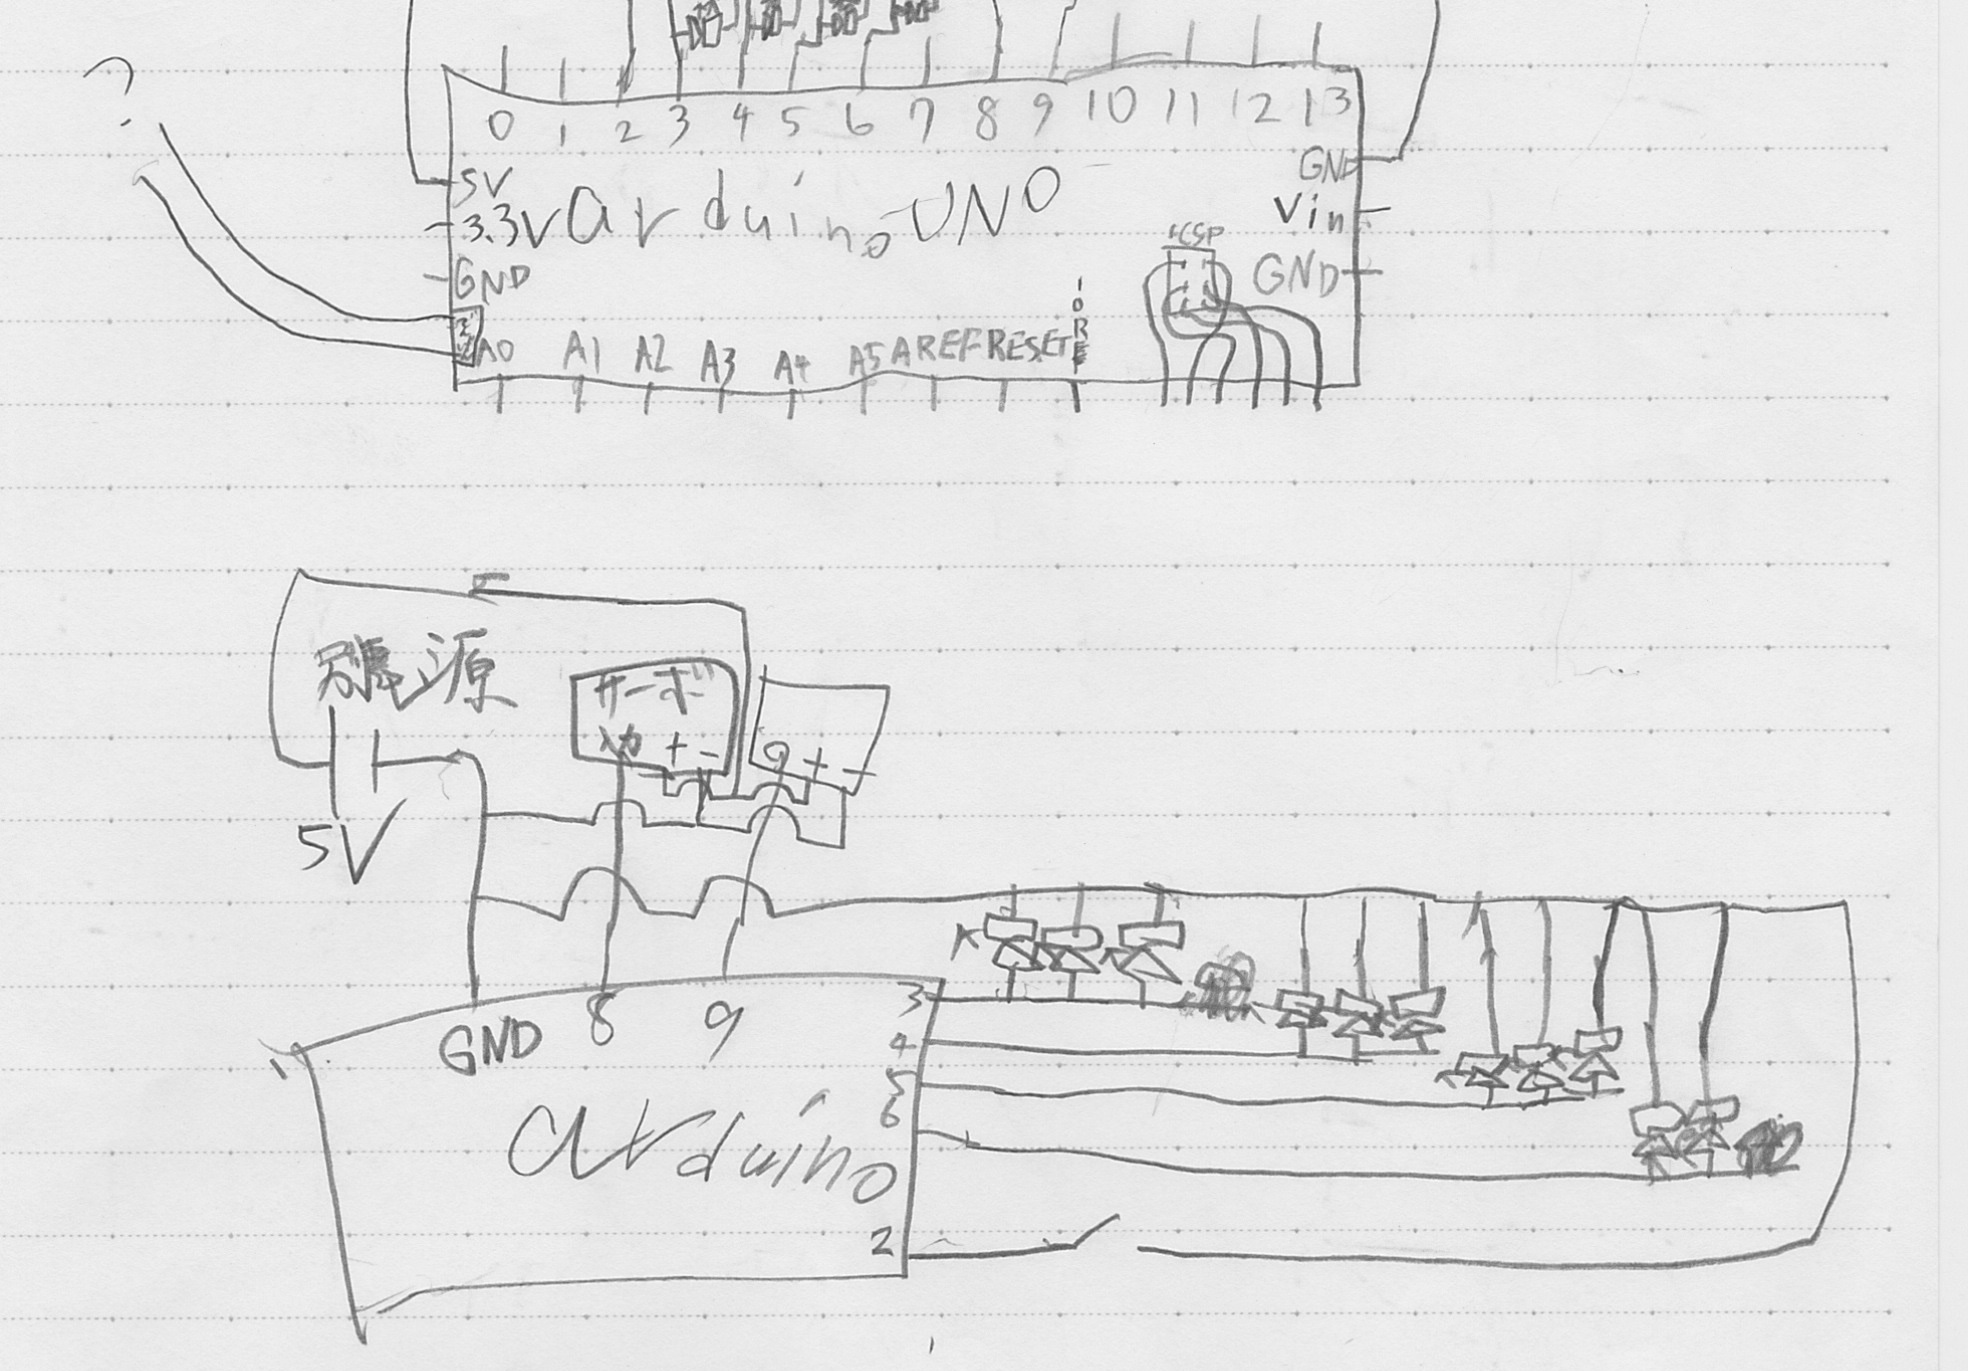 ?
0 1 2 3 4 5 6 7 8 9 10 11 12 13
GND
5V
3.3V arduino UNO Vin
ICSP
GND GND
IOREF
A0 A1 A2 A3 A4 A5 AREF RESET
別電源
サーボ
入力 + -
9 + -
5V
3
GND 8 9
4
5
6
arduino
2